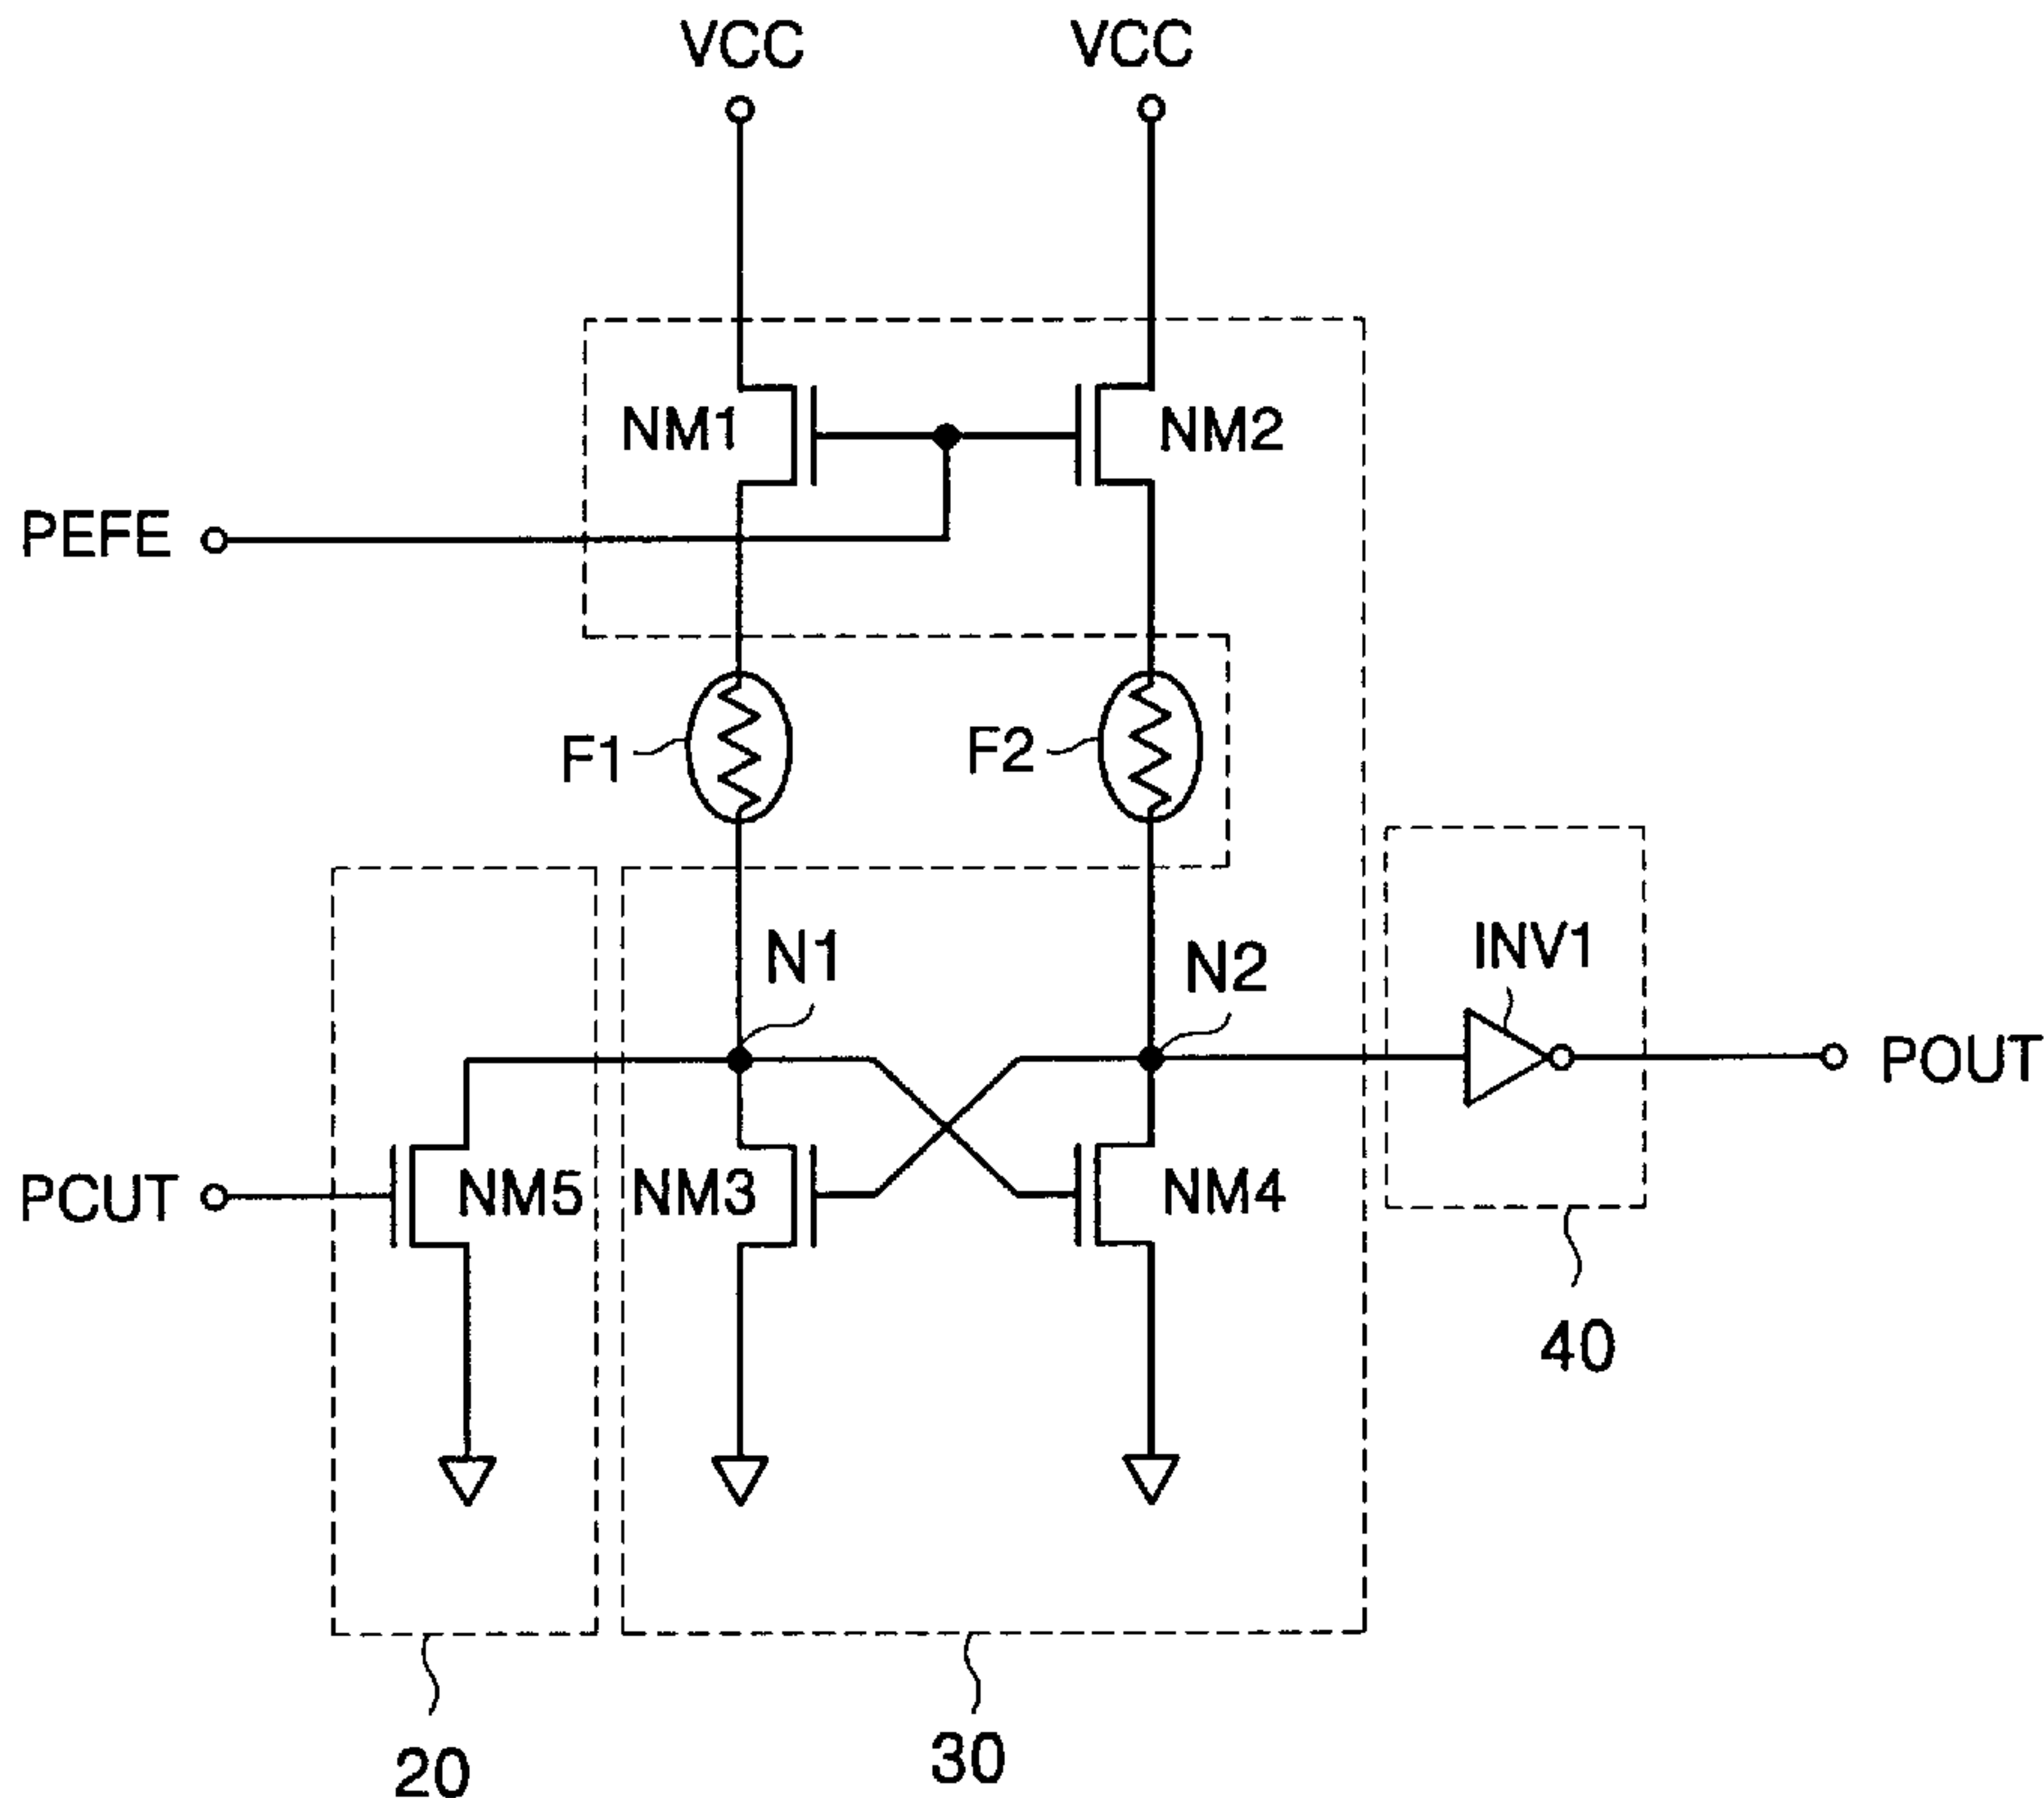 VCC VCC
NM1 NM2
PEFE
F1 F2
N1 N2 INV1
POUT
PCUT NM5 NM3 NM4
40
20 30